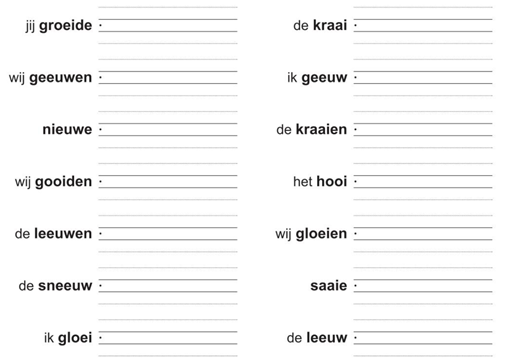 jij groeide
wij geeuwen
nieuwe
wij gooiden
de leeuwen
de sneeuw
ik gloei
de kraai
ik geeuw
de kraaien
het hooi
wij gloeien
saaie
de leeuw